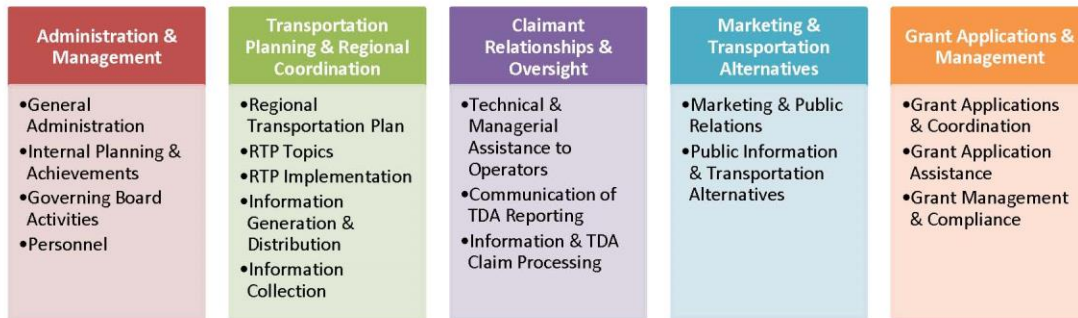 Administration &
Management
•General
Administration
•Internal Planning &
Achievements
•Governing Board
Activities
•Personnel
Transportation
Planning & Regional
Coordination
•Regional
Transportation Plan
•RTP Topics
•RTP Implementation
•Information
Generation &
Distribution
•Information
Collection
Claimant
Relationships &
Oversight
•Technical &
Managerial
Assistance to
Operators
•Communication of
TDA Reporting
•Information & TDA
Claim Processing
Marketing &
Transportation
Alternatives
•Marketing & Public
Relations
•Public Information
& Transportation
Alternatives
Grant Applications &
Management
•Grant Applications
& Coordination
•Grant Application
Assistance
•Grant Management
& Compliance